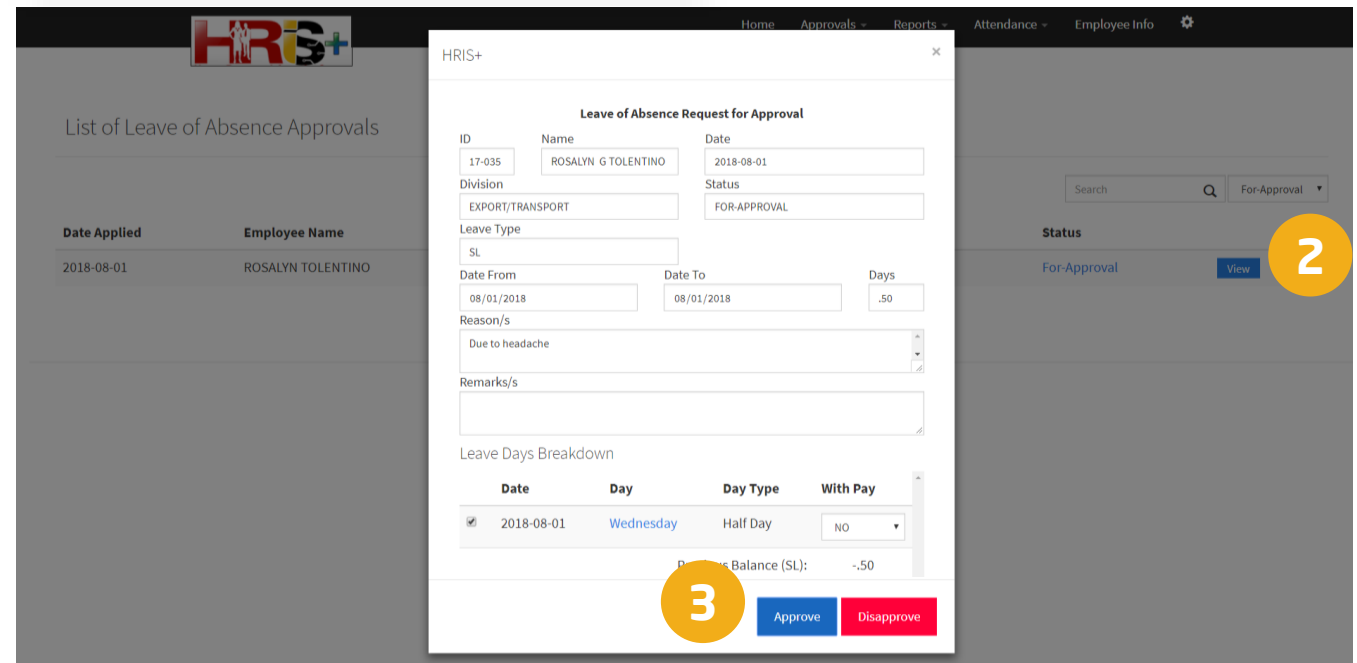 HRIS+
Home Approvals Reports Attendance Employee Info
HRIS+ ×
List of Leave of Absence Approvals
Search For-Approval
Date Applied Employee Name Status
2018-08-01 ROSALYN TOLENTINO For-Approval View
2
Leave of Absence Request for Approval
ID Name Date
17-035 ROSALYN G TOLENTINO 2018-08-01
Division Status
EXPORT/TRANSPORT FOR-APPROVAL
Leave Type
SL
Date From Date To Days
08/01/2018 08/01/2018 .50
Reason/s
Due to headache
Remarks/s
Leave Days Breakdown
Date Day Day Type With Pay
2018-08-01 Wednesday Half Day NO
Balance (SL): -.50
3
Approve Disapprove